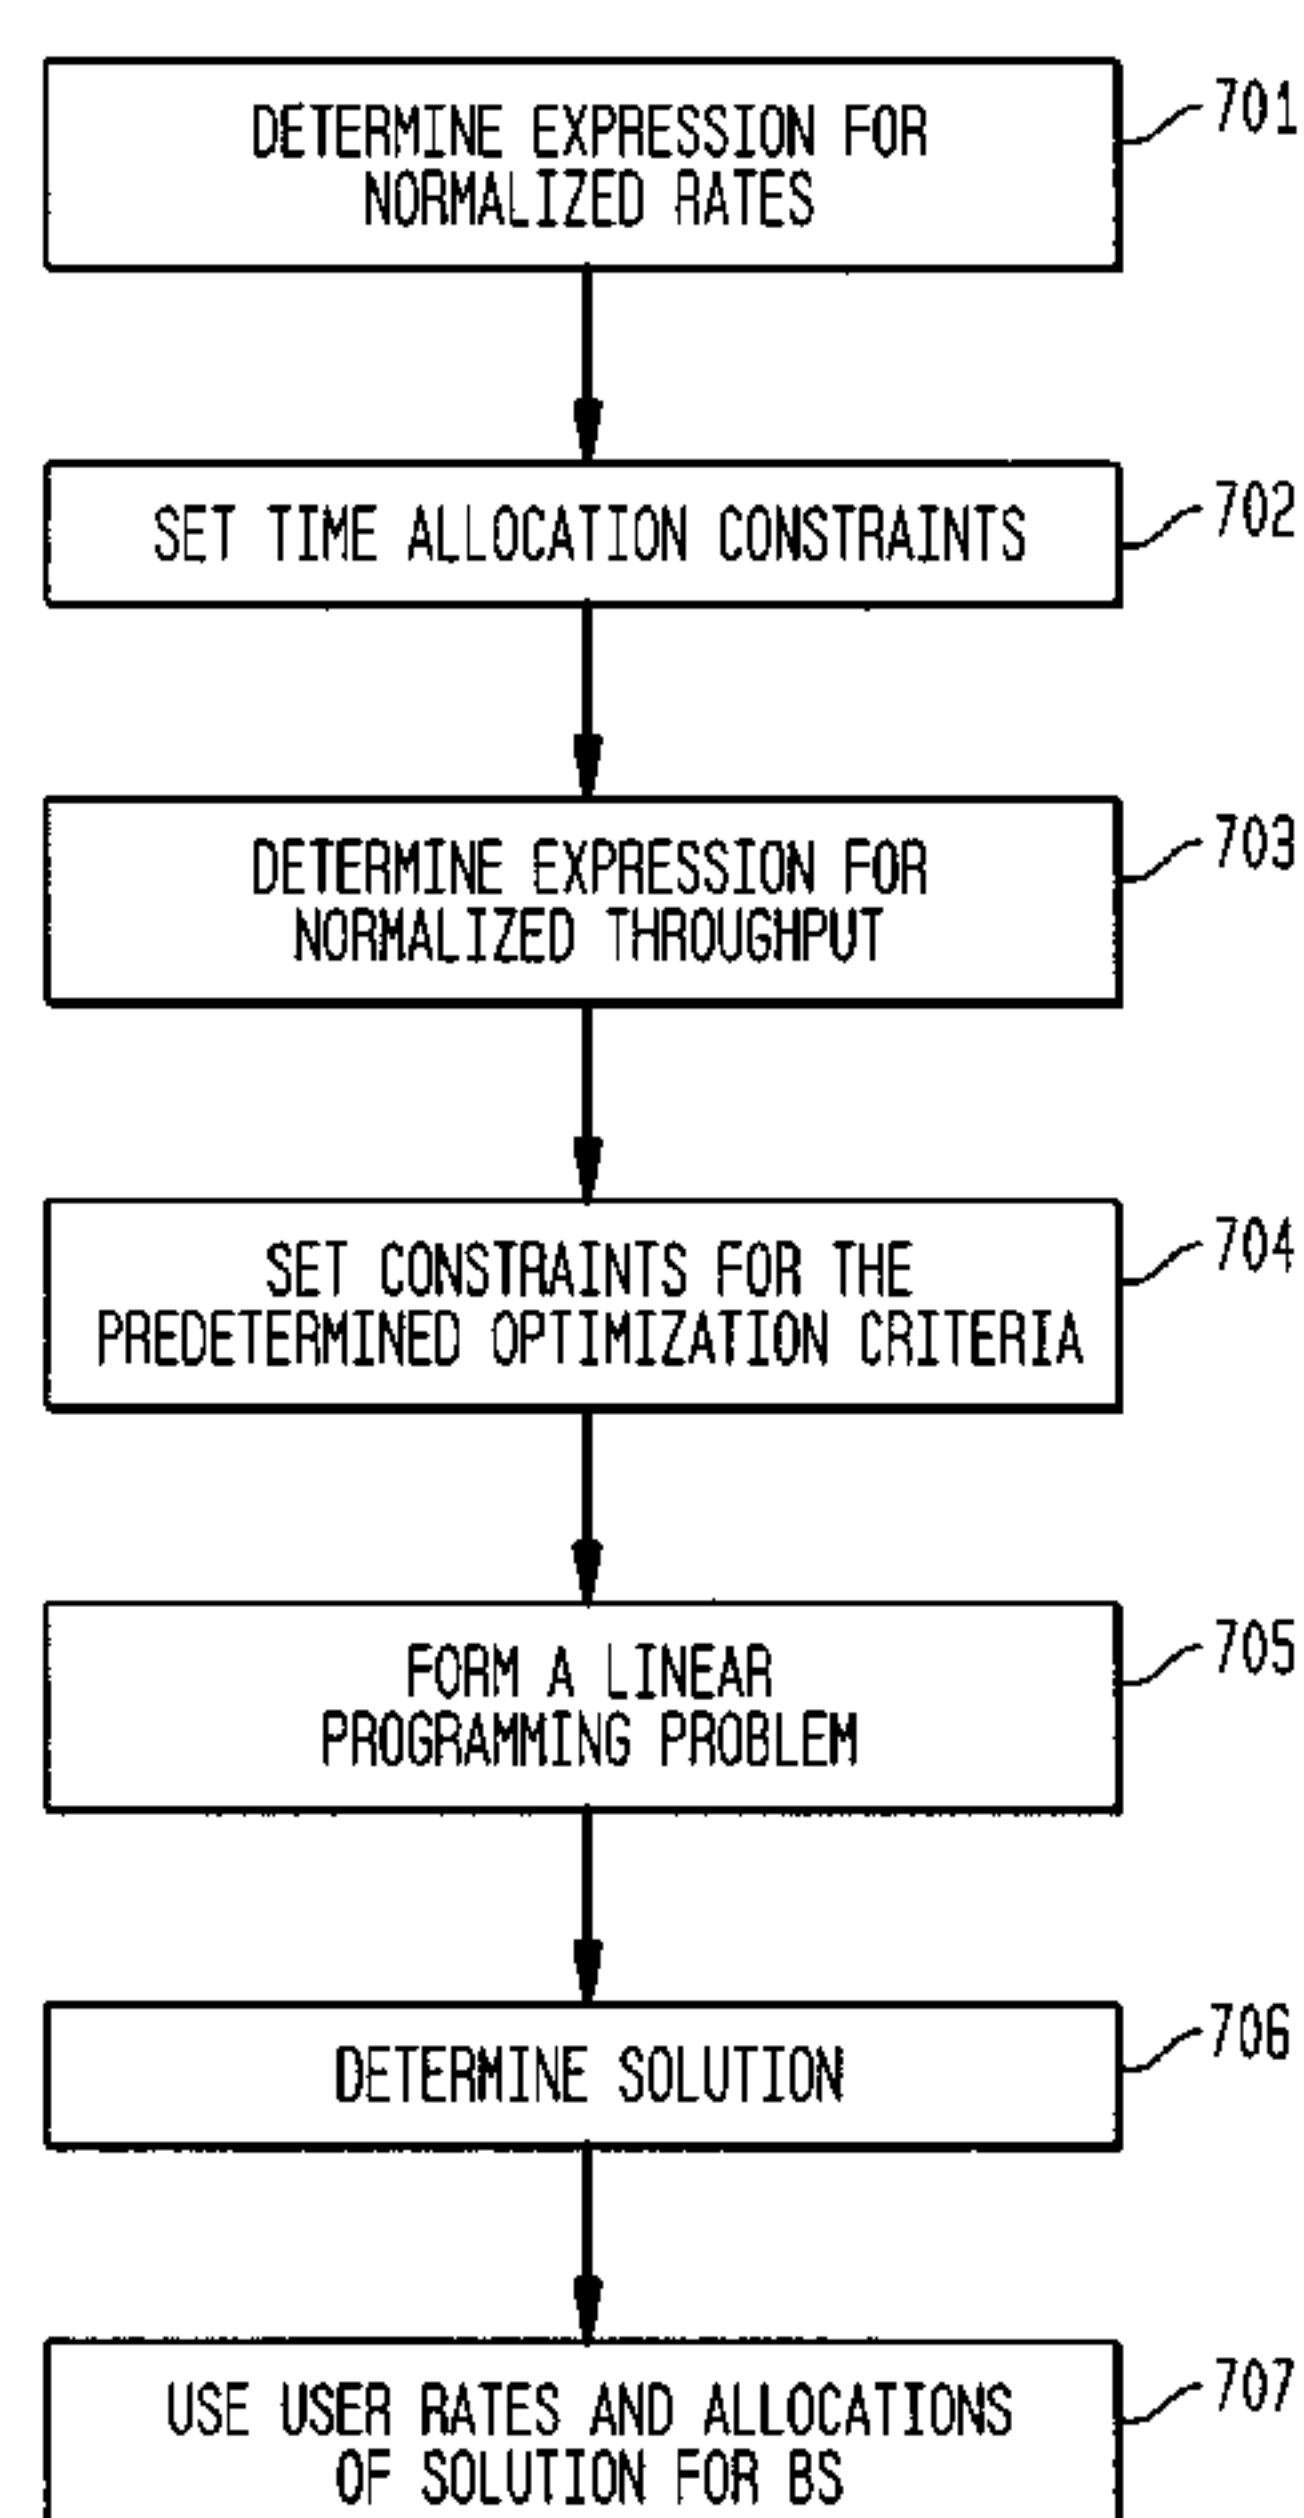 DETERMINE EXPRESSION FOR
NORMALIZED RATES
701
SET TIME ALLOCATION CONSTRAINTS
702
DETERMINE EXPRESSION FOR
NORMALIZED THROUGHPUT
703
SET CONSTRAINTS FOR THE
PREDETERMINED OPTIMIZATION CRITERIA
704
FORM A LINEAR
PROGRAMMING PROBLEM
705
DETERMINE SOLUTION
706
USE USER RATES AND ALLOCATIONS
OF SOLUTION FOR BS
707